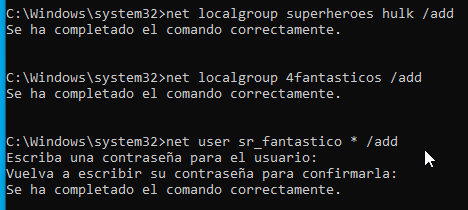 C:\Windows\system32>net localgroup superheroes hulk /add
Se ha completado el comando correctamente.
C:\Windows\system32>net localgroup 4fantasticos /add
Se ha completado el comando correctamente.
C:\Windows\system32>net user sr_fantastico * /add
Escriba una contraseña para el usuario:
Vuelva a escribir su contraseña para confirmarla:
Se ha completado el comando correctamente.